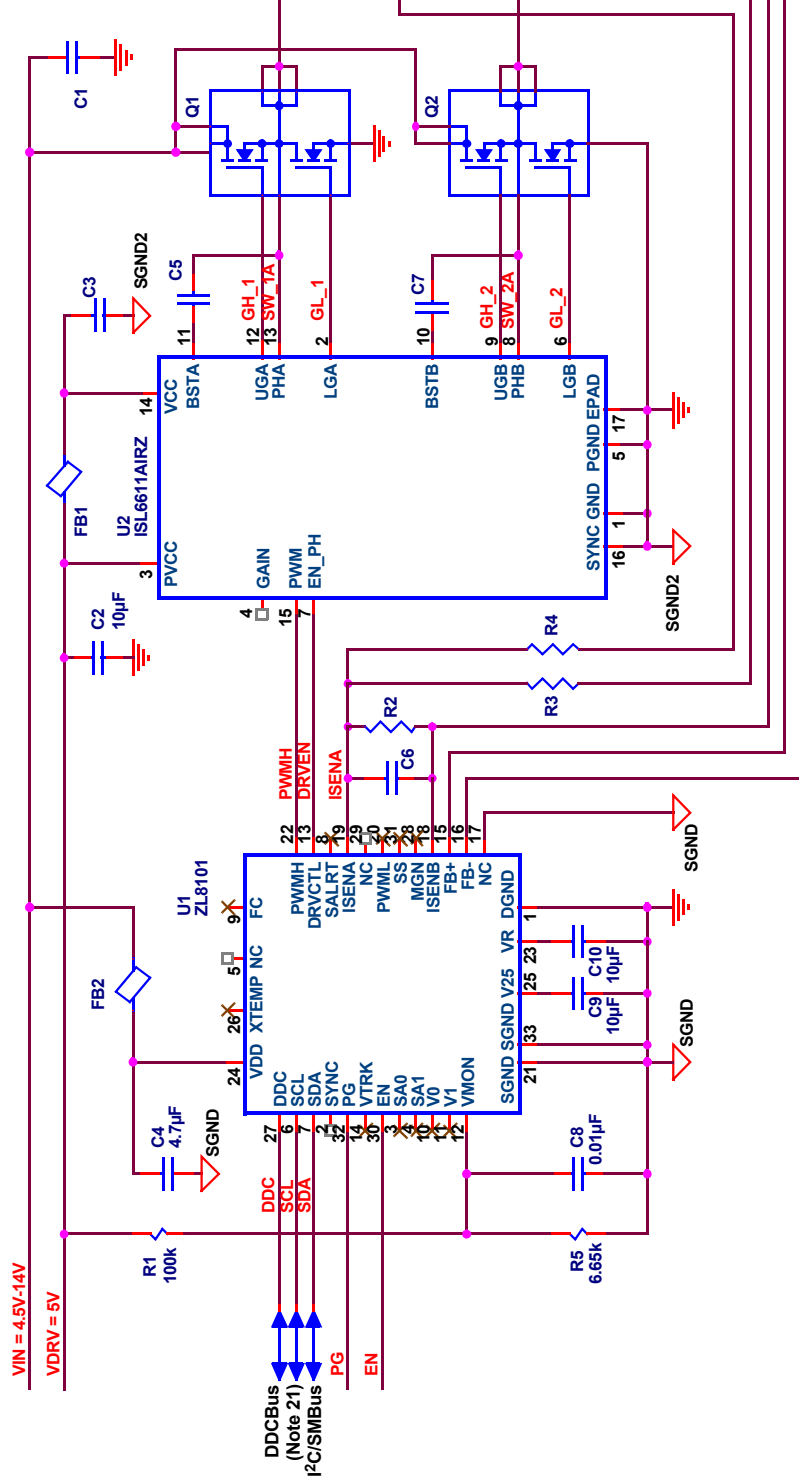 VIN = 4.5V-14V
VDRV = 5V
C1
C3
SGND2
FB1
C2
10µF
FB2
C4
4.7µF
SGND
R1
100k
U1
ZL8101
24
VDD
26
XTEMP
5
NC
9
FC
DDCBus
(Note 21)
I²C/SMBus
DDC
SCL
SDA
PG
EN
27
DDC
6
SCL
7
SDA
2
SYNC
32
PG
14
VTRK
30
EN
3
SA0
4
SA1
10
V0
11
V1
12
VMON
PWMH
22
DRVCTL
13
SALRT
8
ISENA
19
NC
29
PWML
20
SS
31
MGN
28
ISENB
18
FB+
15
FB-
16
NC
17
SGND
21
SGND
33
V25
25
VR
23
DGND
1
R5
6.65k
C8
0.01µF
C9
10µF
C10
10µF
SGND
SGND
PWMH
DRVEN
ISENA
C6
R2
R3
R4
U2
ISL6611AIRZ
3
PVCC
14
VCC
4
GAIN
15
PWM
7
EN_PH
BSTA
11
UGA
12
PHA
13
LGA
2
BSTB
10
UGB
9
PHB
8
LGB
6
SYNC
16
GND
1
PGND
5
EPAD
17
SGND2
C5
GH_1
SW_1A
GL_1
Q1
C7
GH_2
SW_2A
GL_2
Q2